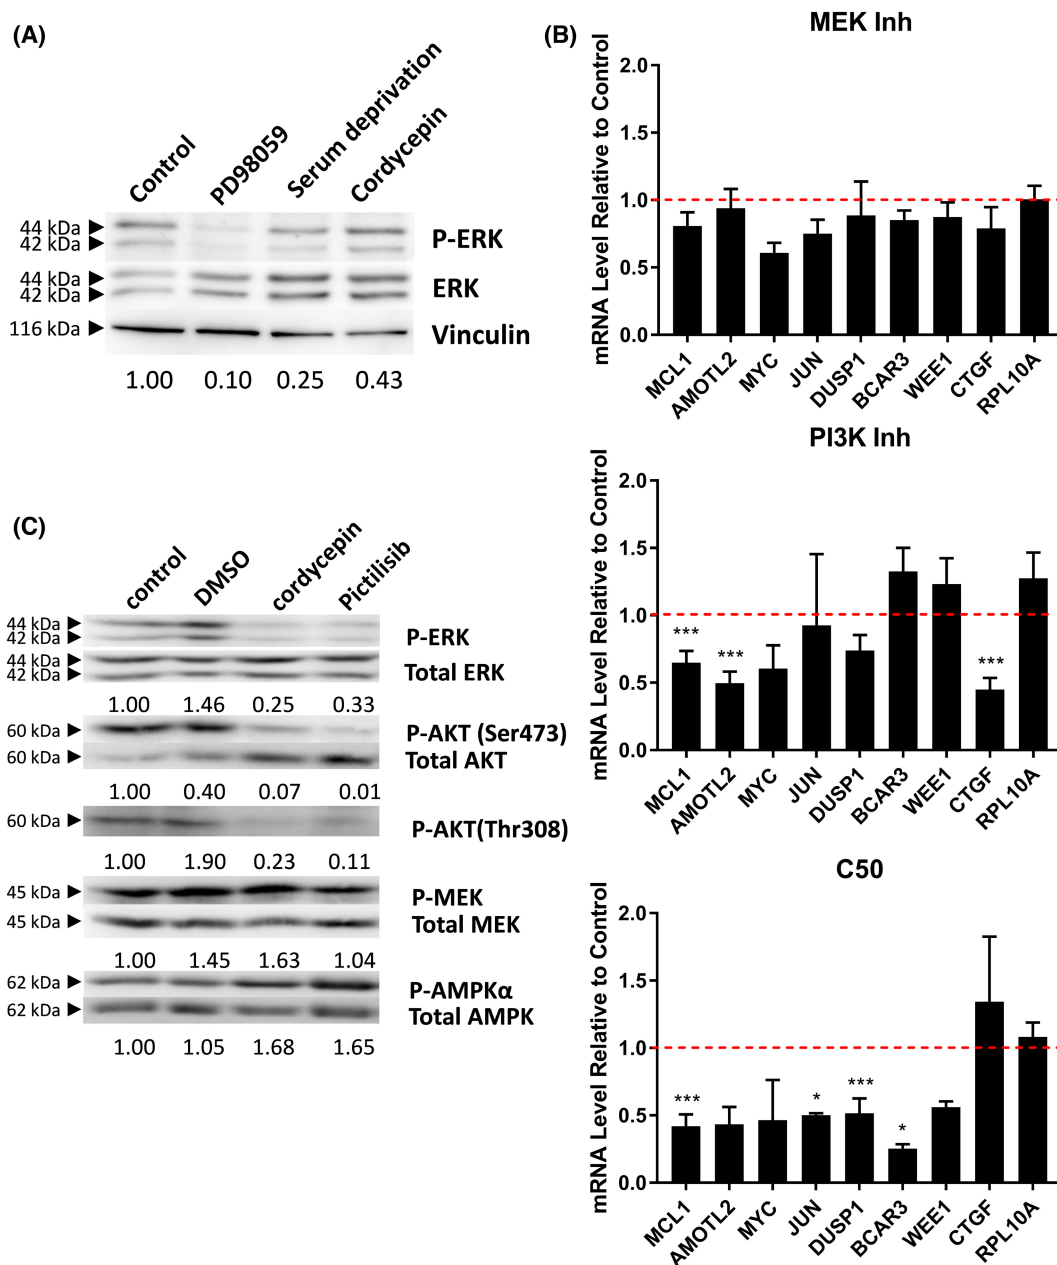 (A)
Control
PD98059
Serum deprivation
Cordycepin
44 kDa
42 kDa
P-ERK
44 kDa
42 kDa
ERK
116 kDa
Vinculin
1.00 0.10 0.25 0.43
(B)
MEK Inh
mRNA Level Relative to Control
2.0
1.5
1.0
0.5
0.0
MCL1
AMOTL2
MYC
JUN
DUSP1
BCAR3
WEE1
CTGF
RPL10A
PI3K Inh
mRNA Level Relative to Control
2.0
1.5
1.0
0.5
0.0
***
***
***
MCL1
AMOTL2
MYC
JUN
DUSP1
BCAR3
WEE1
CTGF
RPL10A
(C)
control
DMSO
cordycepin
Pictilisib
44 kDa
42 kDa
P-ERK
44 kDa
42 kDa
Total ERK
1.00 1.46 0.25 0.33
60 kDa
P-AKT (Ser473)
60 kDa
Total AKT
1.00 0.40 0.07 0.01
60 kDa
P-AKT(Thr308)
1.00 1.90 0.23 0.11
45 kDa
P-MEK
45 kDa
Total MEK
1.00 1.45 1.63 1.04
62 kDa
P-AMPKα
62 kDa
Total AMPK
1.00 1.05 1.68 1.65
C50
mRNA Level Relative to Control
2.0
1.5
1.0
0.5
0.0
***
*
***
*
MCL1
AMOTL2
MYC
JUN
DUSP1
BCAR3
WEE1
CTGF
RPL10A